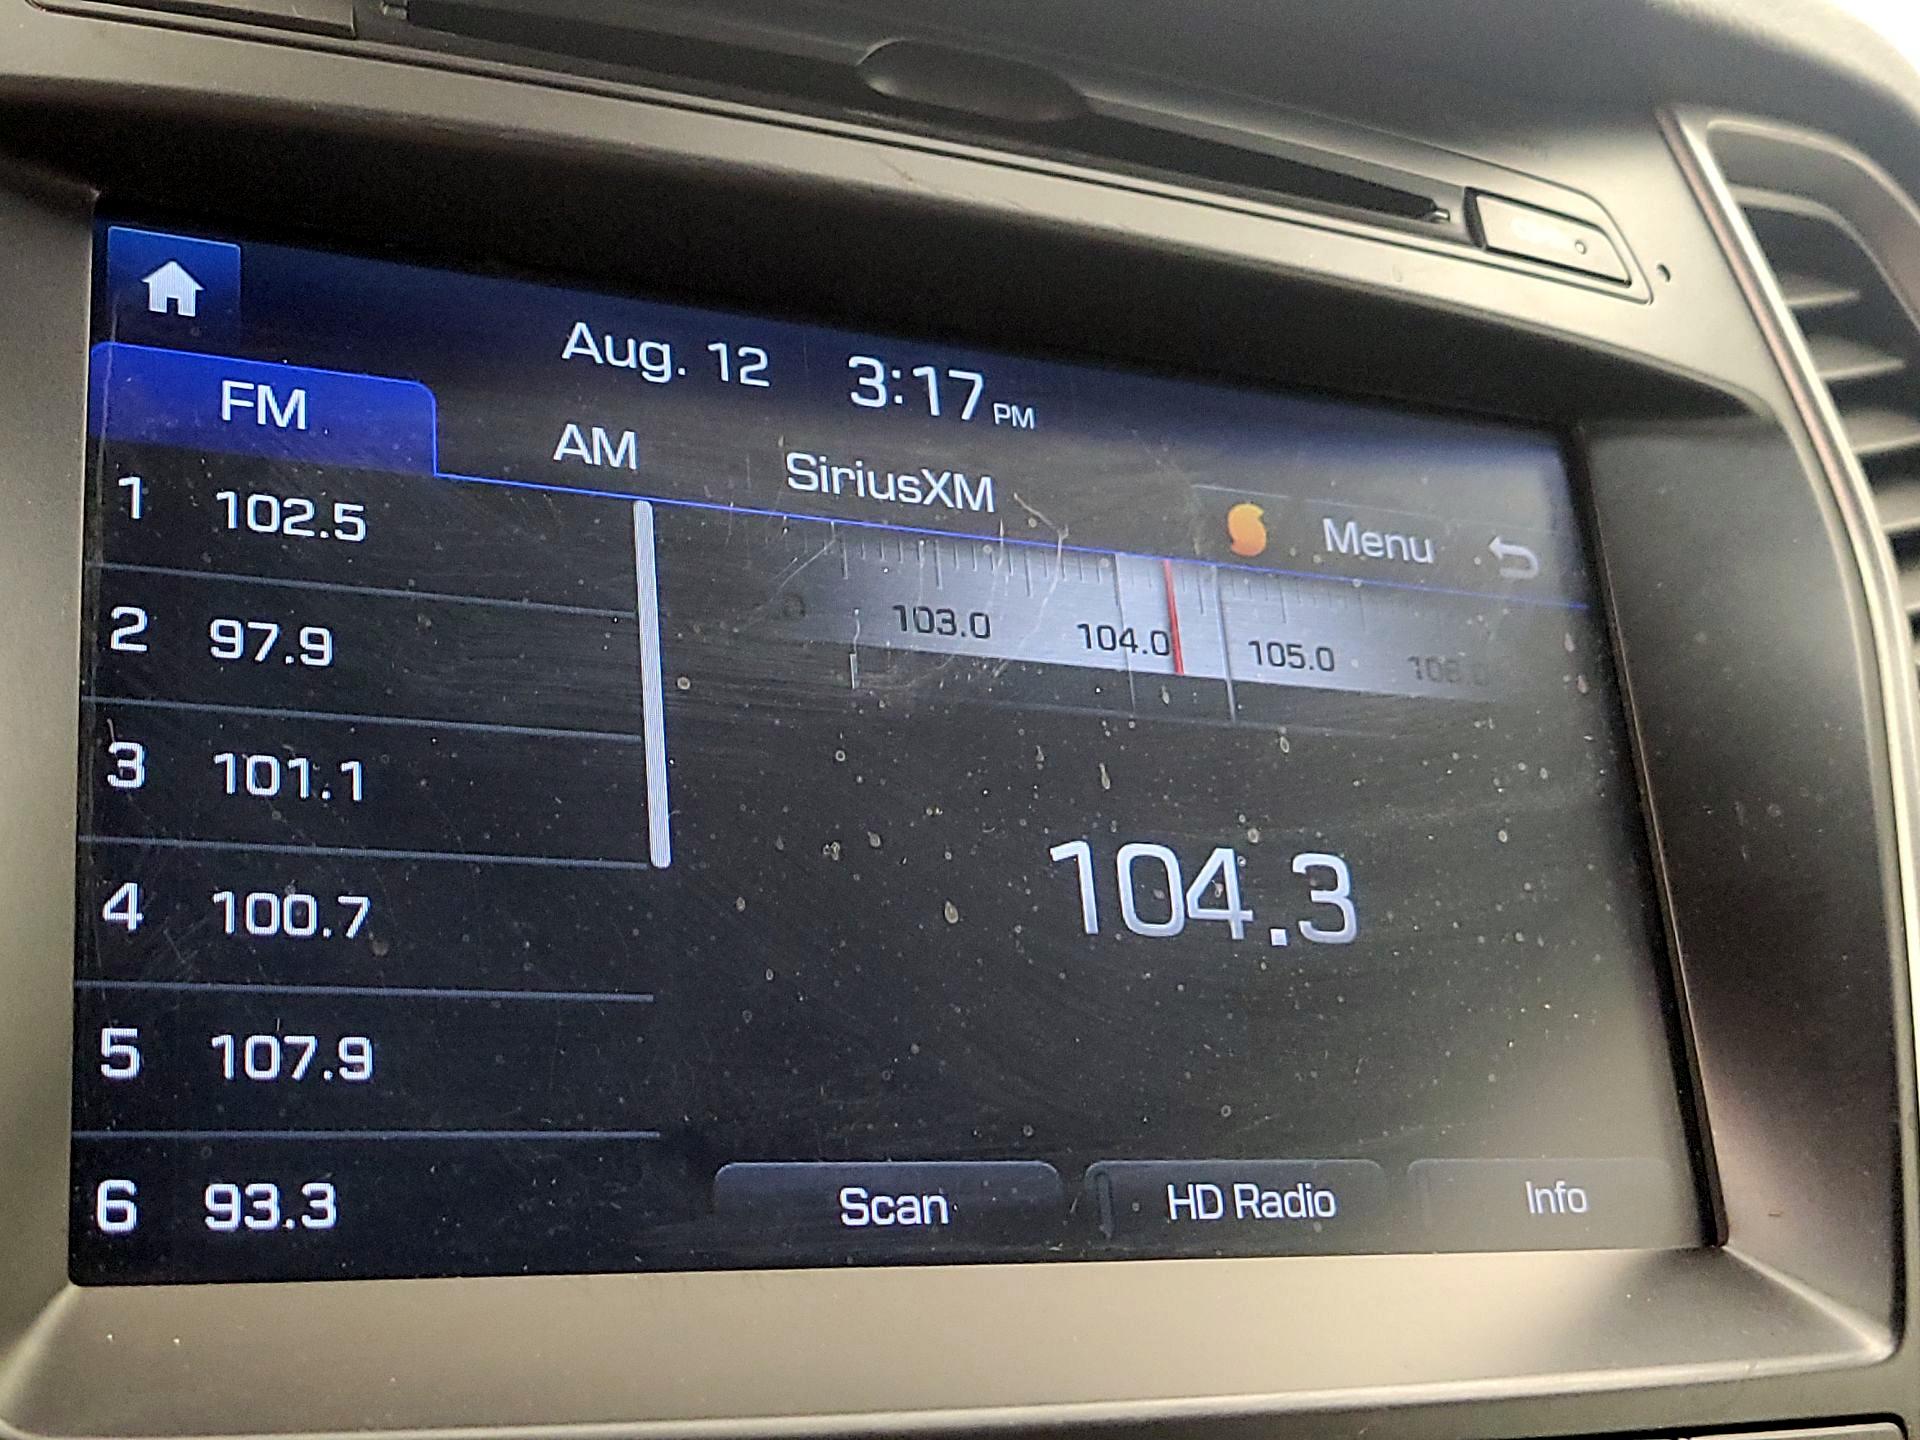 Aug. 12 3:17 PM
FM AM SiriusXM Menu
1 102.5
2 97.9
3 101.1
4 100.7
5 107.9
6 93.3
103.0 104.0 105.0 106.0
104.3
Scan HD Radio Info